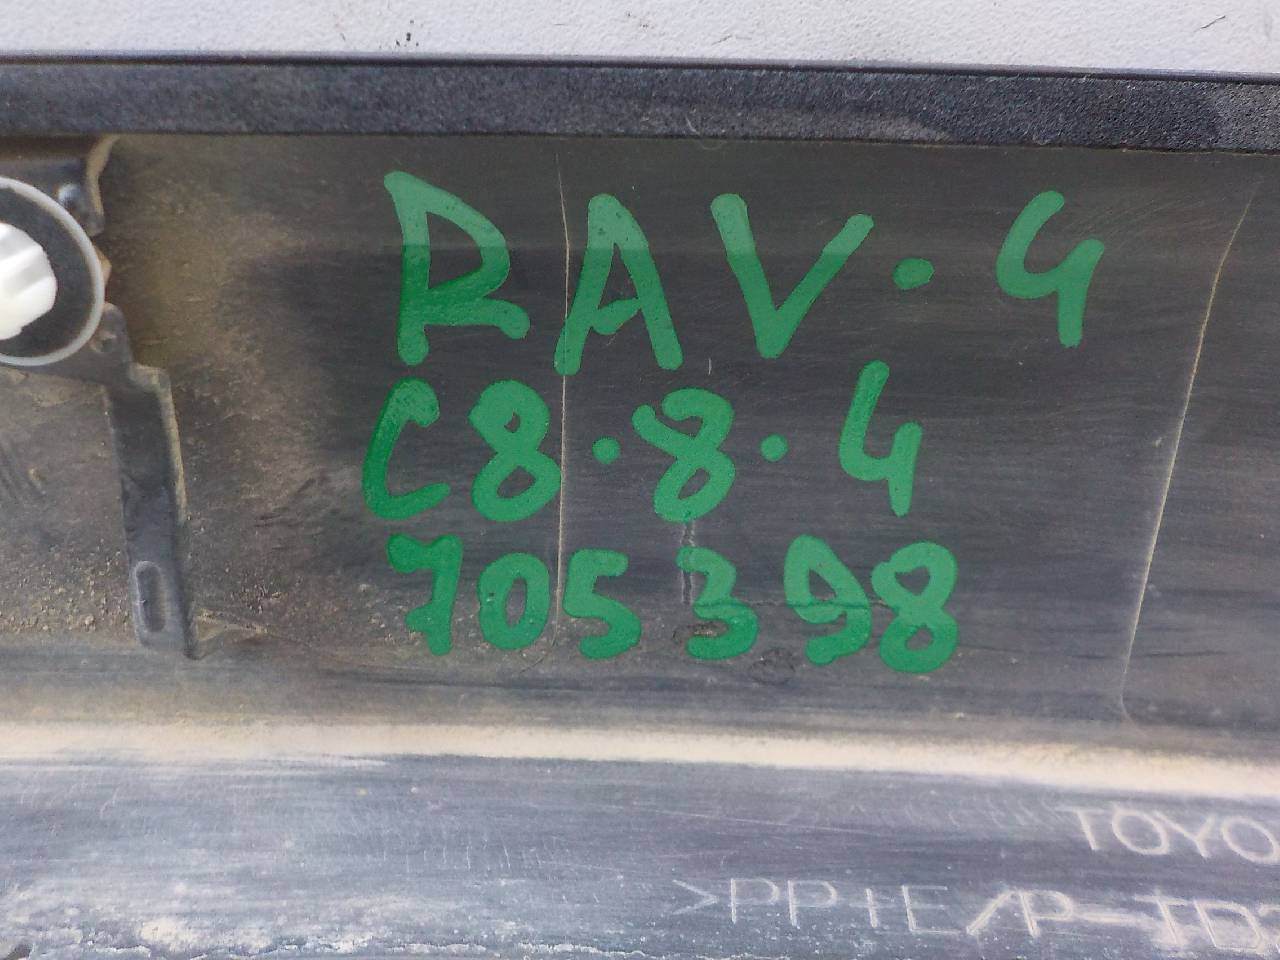 RAV·4
C8·8·4
705398
TOYO
>PP+E/P-TD